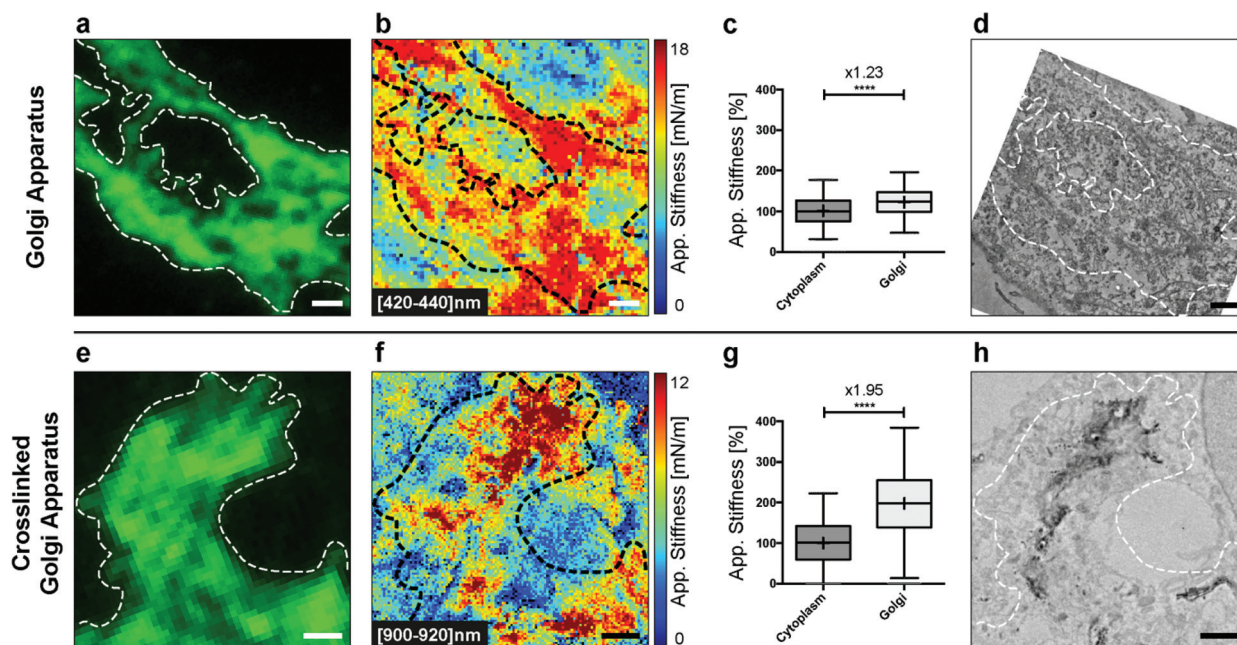 a
b
c
d
Golgi Apparatus
18
App. Stiffness [mN/m]
0
[420-440]nm
x1.23
****
App. Stiffness [%]
400
300
200
100
0
Cytoplasm
Golgi
e
f
g
h
Crosslinked
Golgi Apparatus
12
App. Stiffness [mN/m]
0
[900-920]nm
x1.95
****
App. Stiffness [%]
400
300
200
100
0
Cytoplasm
Golgi